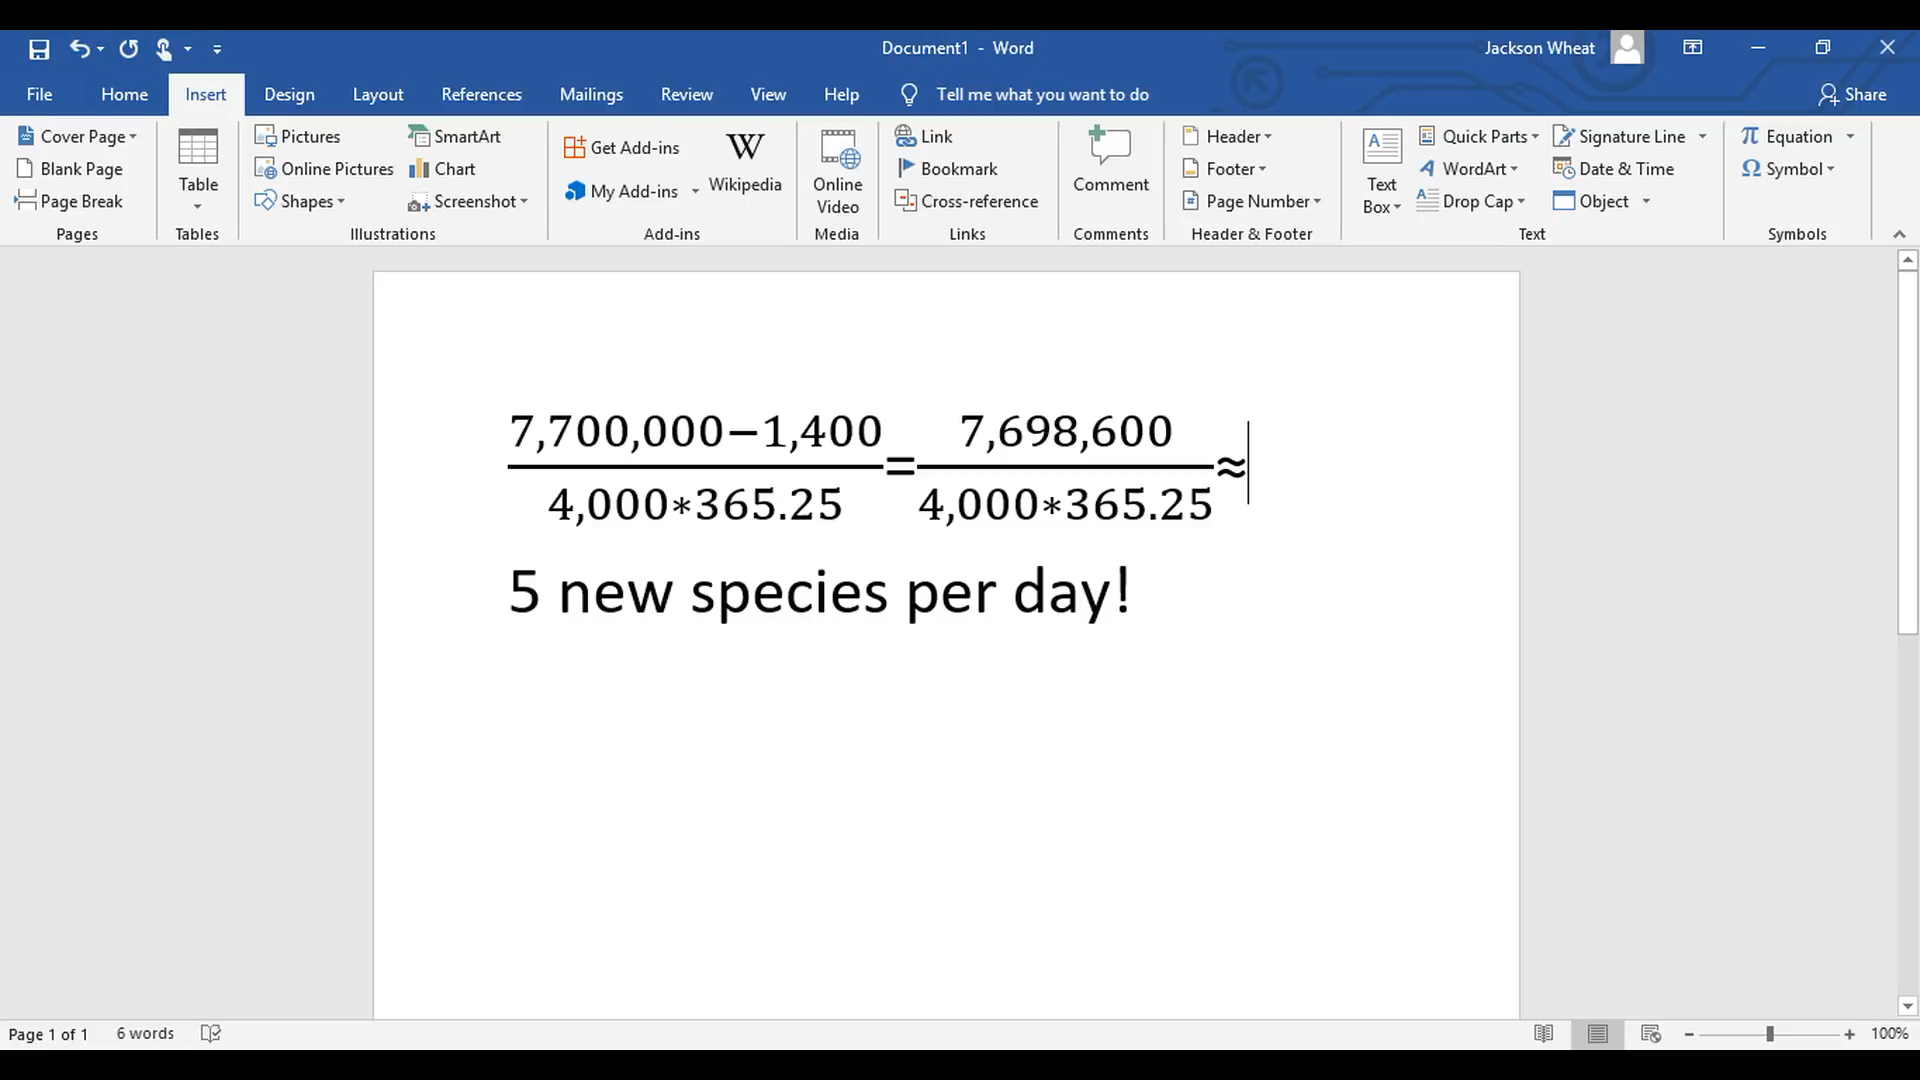 Document1 - Word
Jackson Wheat
File Home Insert Design Layout References Mailings Review View Help Tell me what you want to do Share
Cover Page
Blank Page
Page Break
Pages
Table
Tables
Pictures
Online Pictures
Shapes
SmartArt
Chart
Screenshot
Illustrations
Get Add-ins
My Add-ins
W
Wikipedia
Add-ins
Online
Video
Media
Link
Bookmark
Cross-reference
Links
Comment
Comments
Header
Footer
# Page Number
Header & Footer
A
Text
Box
Quick Parts
A WordArt
A Drop Cap
Signature Line
Date & Time
Object
Text
π Equation
Ω Symbol
Symbols
7,700,000−1,400
4,000*365.25
=
7,698,600
4,000*365.25
≈
5 new species per day!
Page 1 of 1 6 words
− + 100%